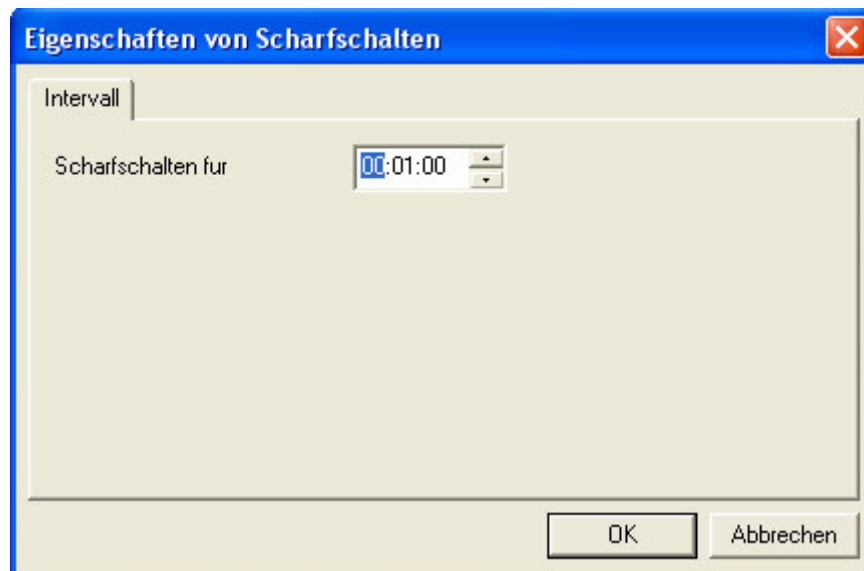 Eigenschaften von Scharfschalten
Intervall
Scharfschalten fur 00:01:00
OK Abbrechen